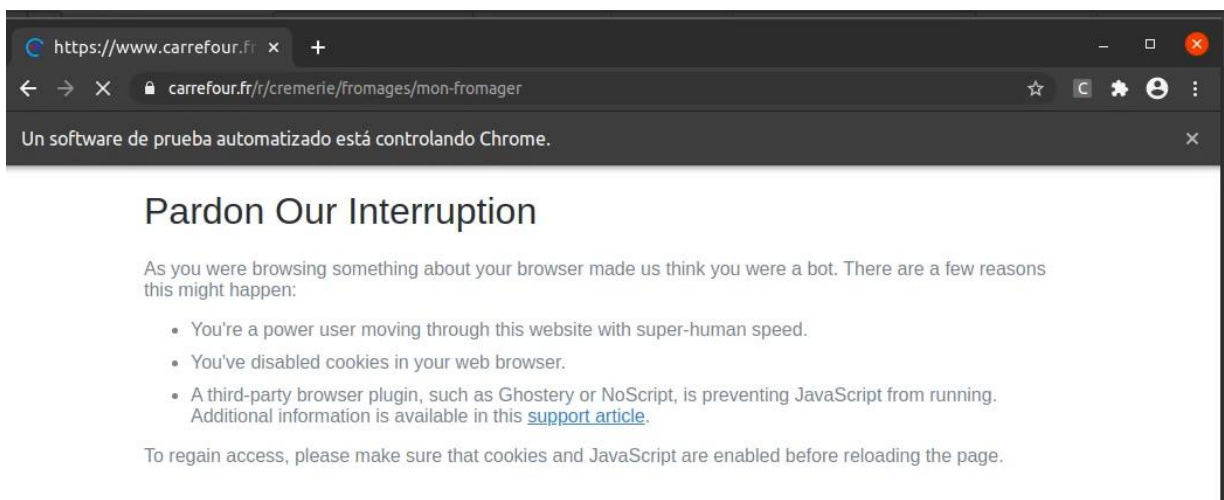 https://www.carrefour.fr
carrefour.fr/r/cremerie/fromages/mon-fromager
C
Un software de prueba automatizado está controlando Chrome.
Pardon Our Interruption
As you were browsing something about your browser made us think you were a bot. There are a few reasons
this might happen:
• You're a power user moving through this website with super-human speed.
• You've disabled cookies in your web browser.
• A third-party browser plugin, such as Ghostery or NoScript, is preventing JavaScript from running.
Additional information is available in this support article.
To regain access, please make sure that cookies and JavaScript are enabled before reloading the page.